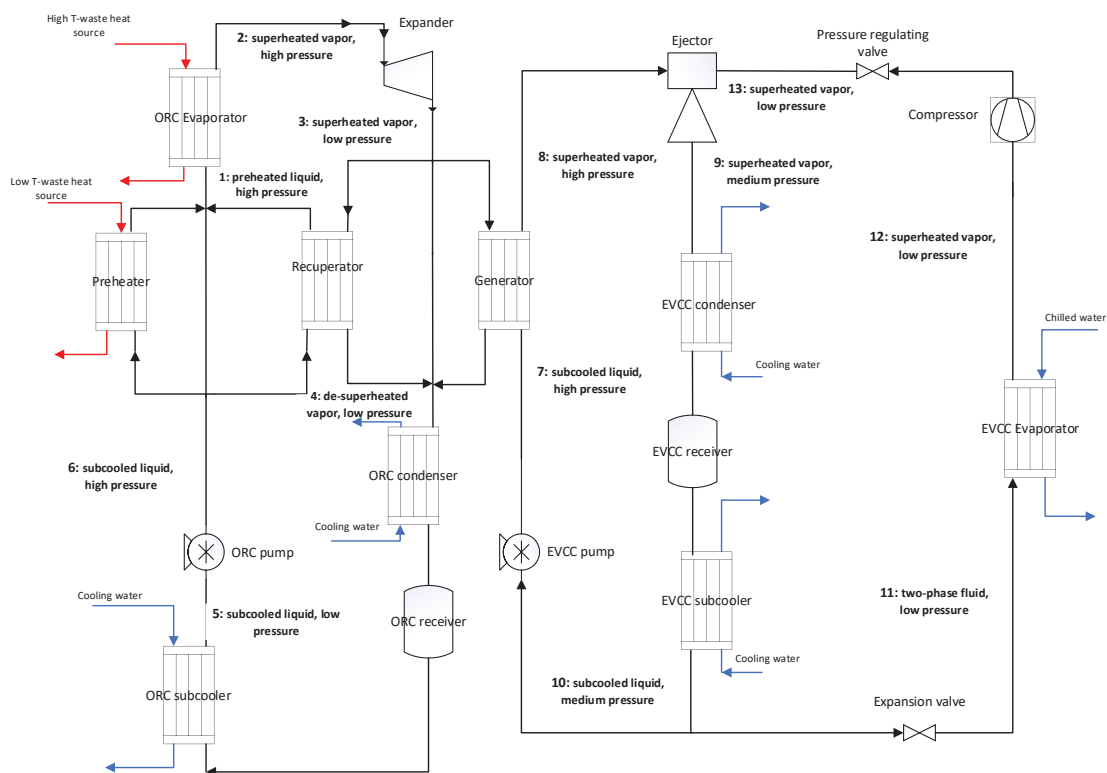 High T-waste heat
source
2: superheated vapor,
high pressure
Expander
ORC Evaporator
3: superheated vapor,
low pressure
Low T-waste heat
source
1: preheated liquid,
high pressure
Preheater
Recuperator
Generator
4: de-superheated
vapor, low pressure
6: subcooled liquid,
high pressure
ORC condenser
Cooling water
ORC pump
Cooling water
5: subcooled liquid, low
pressure
ORC receiver
ORC subcooler
Ejector
Pressure regulating
valve
13: superheated vapor,
low pressure
Compressor
8: superheated vapor,
high pressure
9: superheated vapor,
medium pressure
12: superheated vapor,
low pressure
EVCC condenser
Chilled water
Cooling water
7: subcooled liquid,
high pressure
EVCC Evaporator
EVCC receiver
EVCC pump
EVCC subcooler
11: two-phase fluid,
low pressure
Cooling water
10: subcooled liquid,
medium pressure
Expansion valve